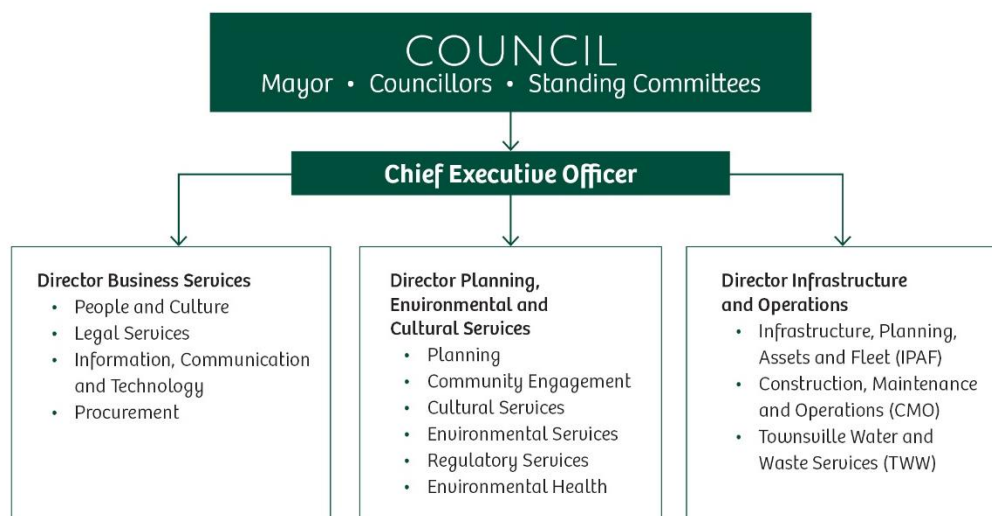 COUNCIL
Mayor • Councillors • Standing Committees
Chief Executive Officer
Director Business Services
• People and Culture
• Legal Services
• Information, Communication
and Technology
• Procurement
Director Planning,
Environmental and
Cultural Services
• Planning
• Community Engagement
• Cultural Services
• Environmental Services
• Regulatory Services
• Environmental Health
Director Infrastructure
and Operations
• Infrastructure, Planning,
Assets and Fleet (IPAF)
• Construction, Maintenance
and Operations (CMO)
• Townsville Water and
Waste Services (TWW)